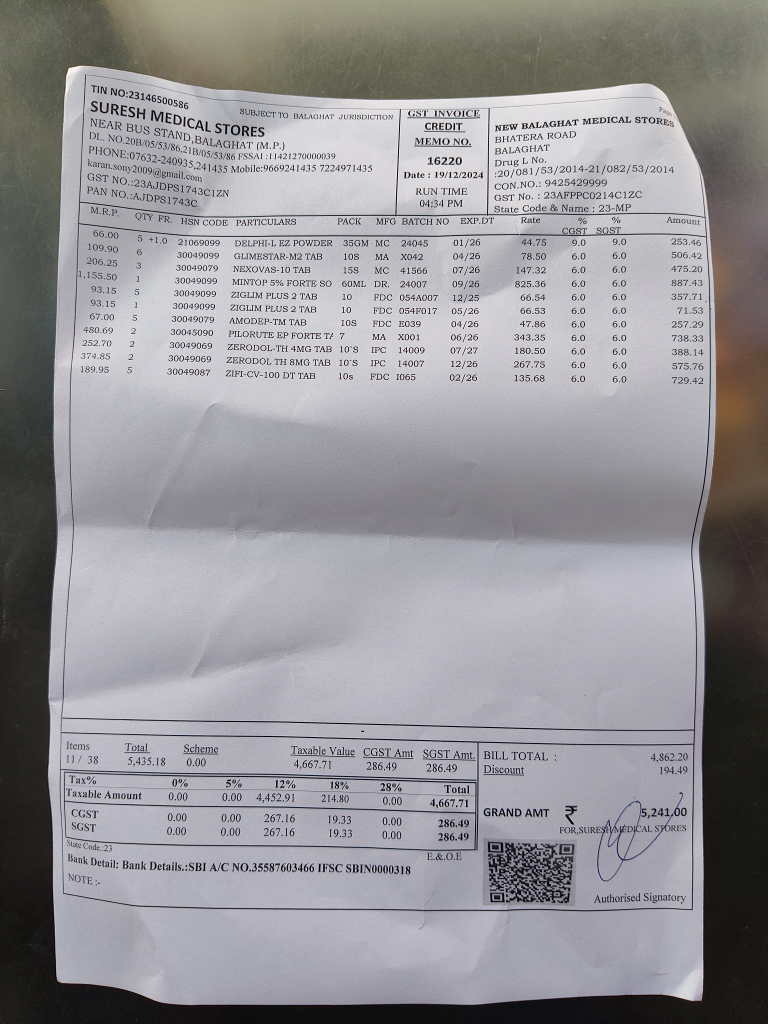 TIN NO:23146500586
SUBJECT TO BALAGHAT JURISDICTION
SURESH MEDICAL STORES
NEAR BUS STAND,BALAGHAT (M.P.)
DL. NO.20B/05/53/86,21B/05/53/86 FSSAI :11421270000039
PHONE:07632-240935,241435 Mobile:9669241435 7224971435
karan.sony2009@gmail.com
GST NO.:23AJDPS1743C1ZN
PAN NO.:AJDPS1743C
GST INVOICE
CREDIT
MEMO NO.
16220
Date : 19/12/2024
RUN TIME
04:34 PM
Page
NEW BALAGHAT MEDICAL STORES
BHATERA ROAD
BALAGHAT
Drug L No.
:20/081/53/2014-21/082/53/2014
CON.NO.: 9425429999
GST No. : 23AFPPC0214C1ZC
State Code & Name : 23-MP
M.R.P. QTY FR. HSN CODE PARTICULARS PACK MFG BATCH NO EXP.DT Rate % CGST % SGST Amount
66.00 5 +1.0 21069099 DELPHI-L EZ POWDER 35GM MC 24045 01/26 44.75 9.0 9.0 253.46
109.90 6 30049099 GLIMESTAR-M2 TAB 10S MA X042 04/26 78.50 6.0 6.0 506.42
206.25 3 30049079 NEXOVAS-10 TAB 15S MC 41566 07/26 147.32 6.0 6.0 475.20
1,155.50 1 30049099 MINTOP 5% FORTE SO 60ML DR. 24007 09/26 825.36 6.0 6.0 887.43
93.15 5 30049099 ZIGLIM PLUS 2 TAB 10 FDC 054A007 12/25 66.54 6.0 6.0 357.71
93.15 1 30049099 ZIGLIM PLUS 2 TAB 10 FDC 054F017 05/26 66.53 6.0 6.0 71.53
67.00 5 30049079 AMODEP-TM TAB 10S FDC E039 04/26 47.86 6.0 6.0 257.29
480.69 2 30045090 PILORUTE EP FORTE TA 7 MA X001 06/26 343.35 6.0 6.0 738.33
252.70 2 30049069 ZERODOL-TH 4MG TAB 10`S IPC 14009 07/27 180.50 6.0 6.0 388.14
374.85 2 30049069 ZERODOL TH 8MG TAB 10`S IPC 14007 12/26 267.75 6.0 6.0 575.76
189.95 5 30049087 ZIFI-CV-100 DT TAB 10s FDC I065 02/26 135.68 6.0 6.0 729.42
-
Items Total Scheme Taxable Value CGST Amt SGST Amt.
11 / 38 5,435.18 0.00 4,667.71 286.49 286.49
Tax% 0% 5% 12% 18% 28% Total
Taxable Amount 0.00 0.00 4,452.91 214.80 0.00 4,667.71
CGST 0.00 0.00 267.16 19.33 0.00 286.49
SGST 0.00 0.00 267.16 19.33 0.00 286.49
State Code.:23
E.&.O.E
Bank Detail: Bank Details.:SBI A/C NO.35587603466 IFSC SBIN0000318
NOTE :-
BILL TOTAL : 4,862.20
Discount 194.49
GRAND AMT ₹ 5,241.00
FOR,SURESH MEDICAL STORES
Authorised Signatory